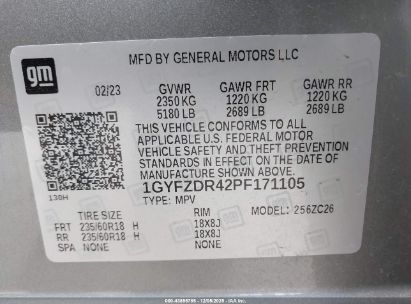 gm
MFD BY GENERAL MOTORS LLC
02/23
GVWR GAWR FRT GAWR RR
2350 KG 1220 KG 1220 KG
5180 LB 2689 LB 2689 LB
THIS VEHICLE CONFORMS TO ALL
APPLICABLE U.S. FEDERAL MOTOR
VEHICLE SAFETY AND THEFT PREVENTION
STANDARDS IN EFFECT ON THE DATE OF
MANUFACTURE SHOWN ABOVE.
1GYFZDR42PF171105
130H
TYPE: MPV
TIRE SIZE RIM MODEL: 256ZC26
FRT 235/60R18 H 18X8J
RR 235/60R18 H 18X8J
SPA NONE NONE